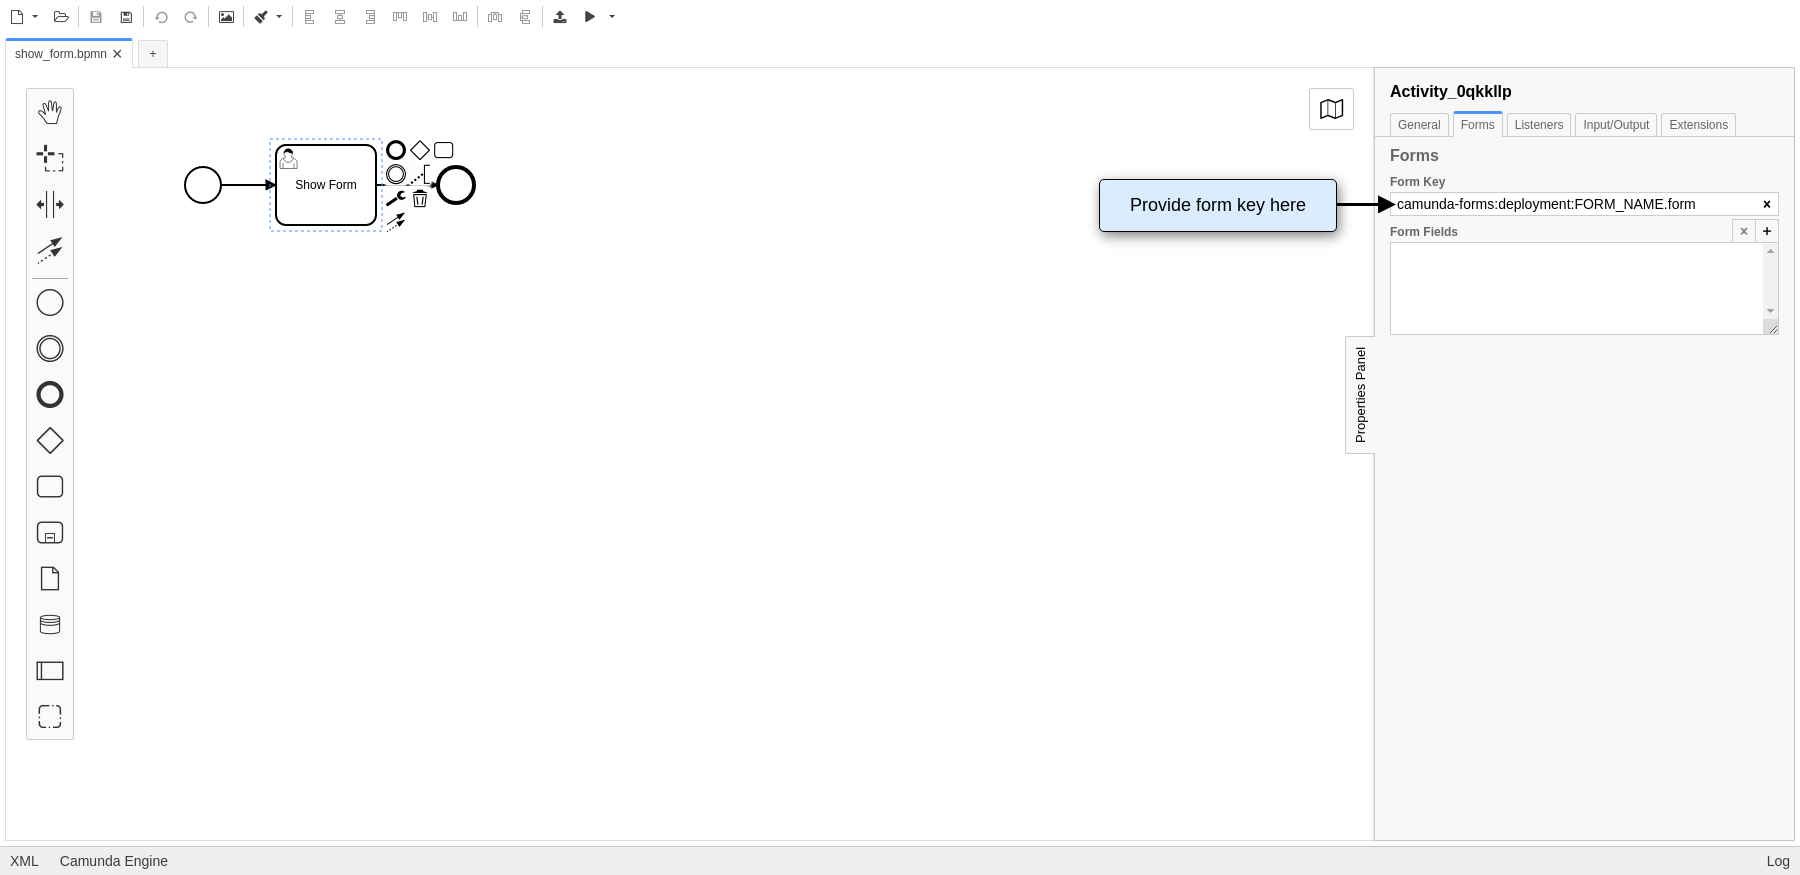 show_form.bpmn
+
Activity_0qkkllp
General Forms Listeners Input/Output Extensions
Forms
Form Key
camunda-forms:deployment:FORM_NAME.form
Form Fields
Show Form
Provide form key here
Properties Panel
XML Camunda Engine Log